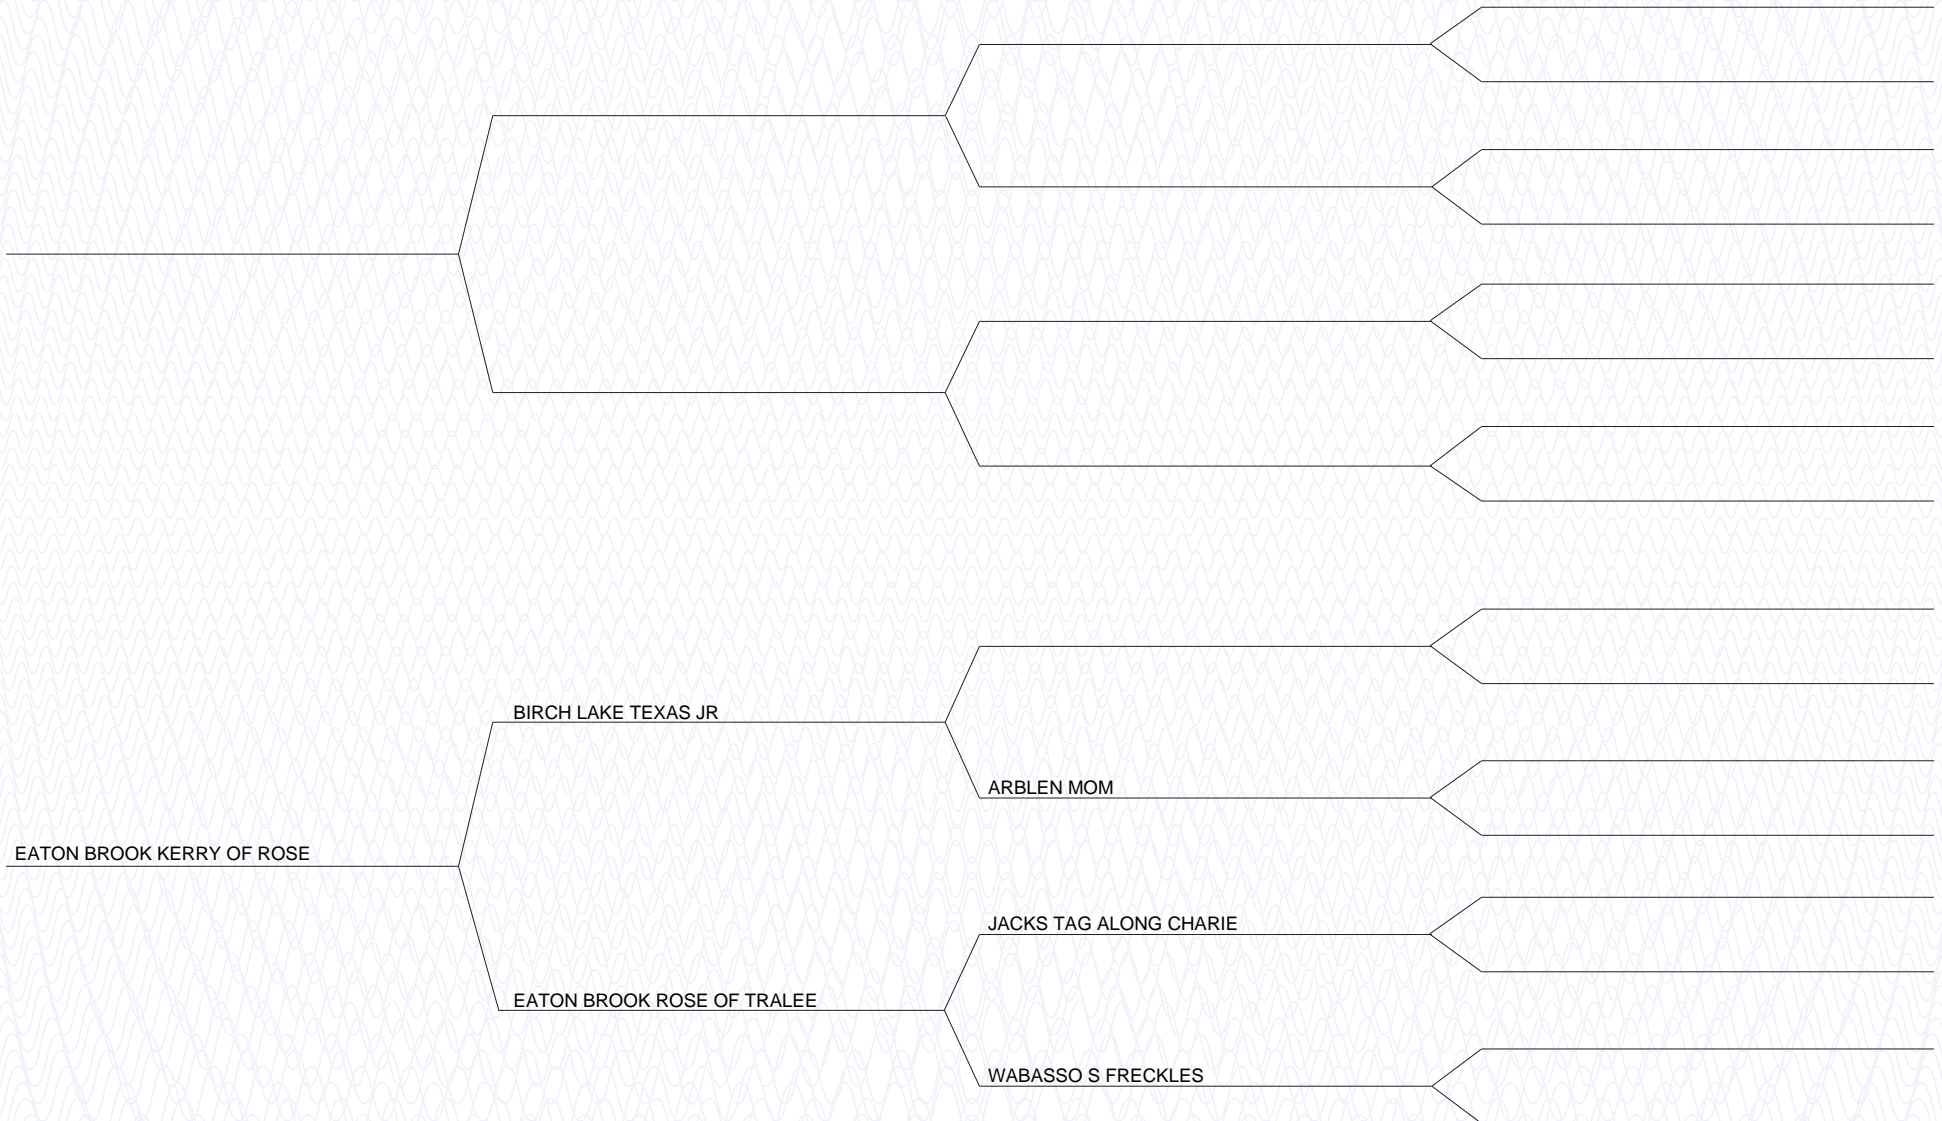 BIRCH LAKE TEXAS JR
ARBLEN MOM
EATON BROOK KERRY OF ROSE
JACKS TAG ALONG CHARIE
EATON BROOK ROSE OF TRALEE
WABASSO S FRECKLES